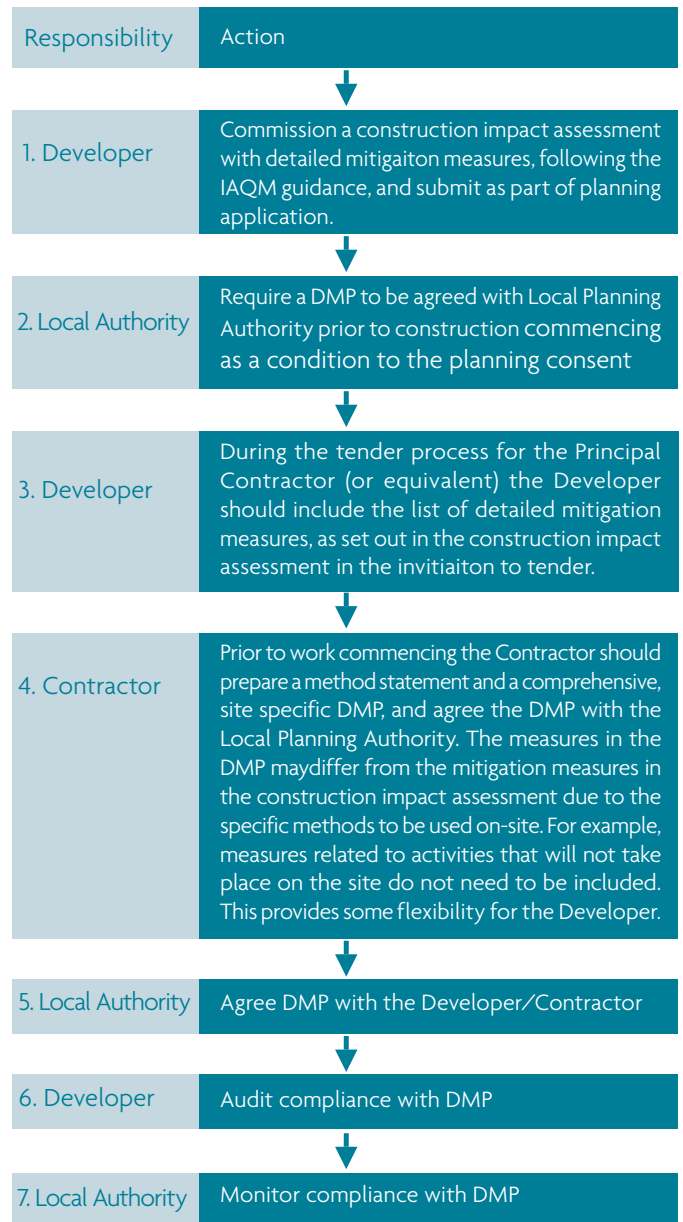 Responsibility
Action
1. Developer
Commission a construction impact assessment
with detailed mitigaiton measures, following the
IAQM guidance, and submit as part of planning
application.
2. Local Authority
Require a DMP to be agreed with Local Planning
Authority prior to construction commencing
as a condition to the planning consent
3. Developer
During the tender process for the Principal
Contractor (or equivalent) the Developer
should include the list of detailed mitigation
measures, as set out in the construction impact
assessment in the invitiaiton to tender.
4. Contractor
Prior to work commencing the Contractor should
prepare a method statement and a comprehensive,
site specific DMP, and agree the DMP with the
Local Planning Authority. The measures in the
DMP maydiffer from the mitigation measures in
the construction impact assessment due to the
specific methods to be used on-site. For example,
measures related to activities that will not take
place on the site do not need to be included.
This provides some flexibility for the Developer.
5. Local Authority
Agree DMP with the Developer/Contractor
6. Developer
Audit compliance with DMP
7. Local Authority
Monitor compliance with DMP